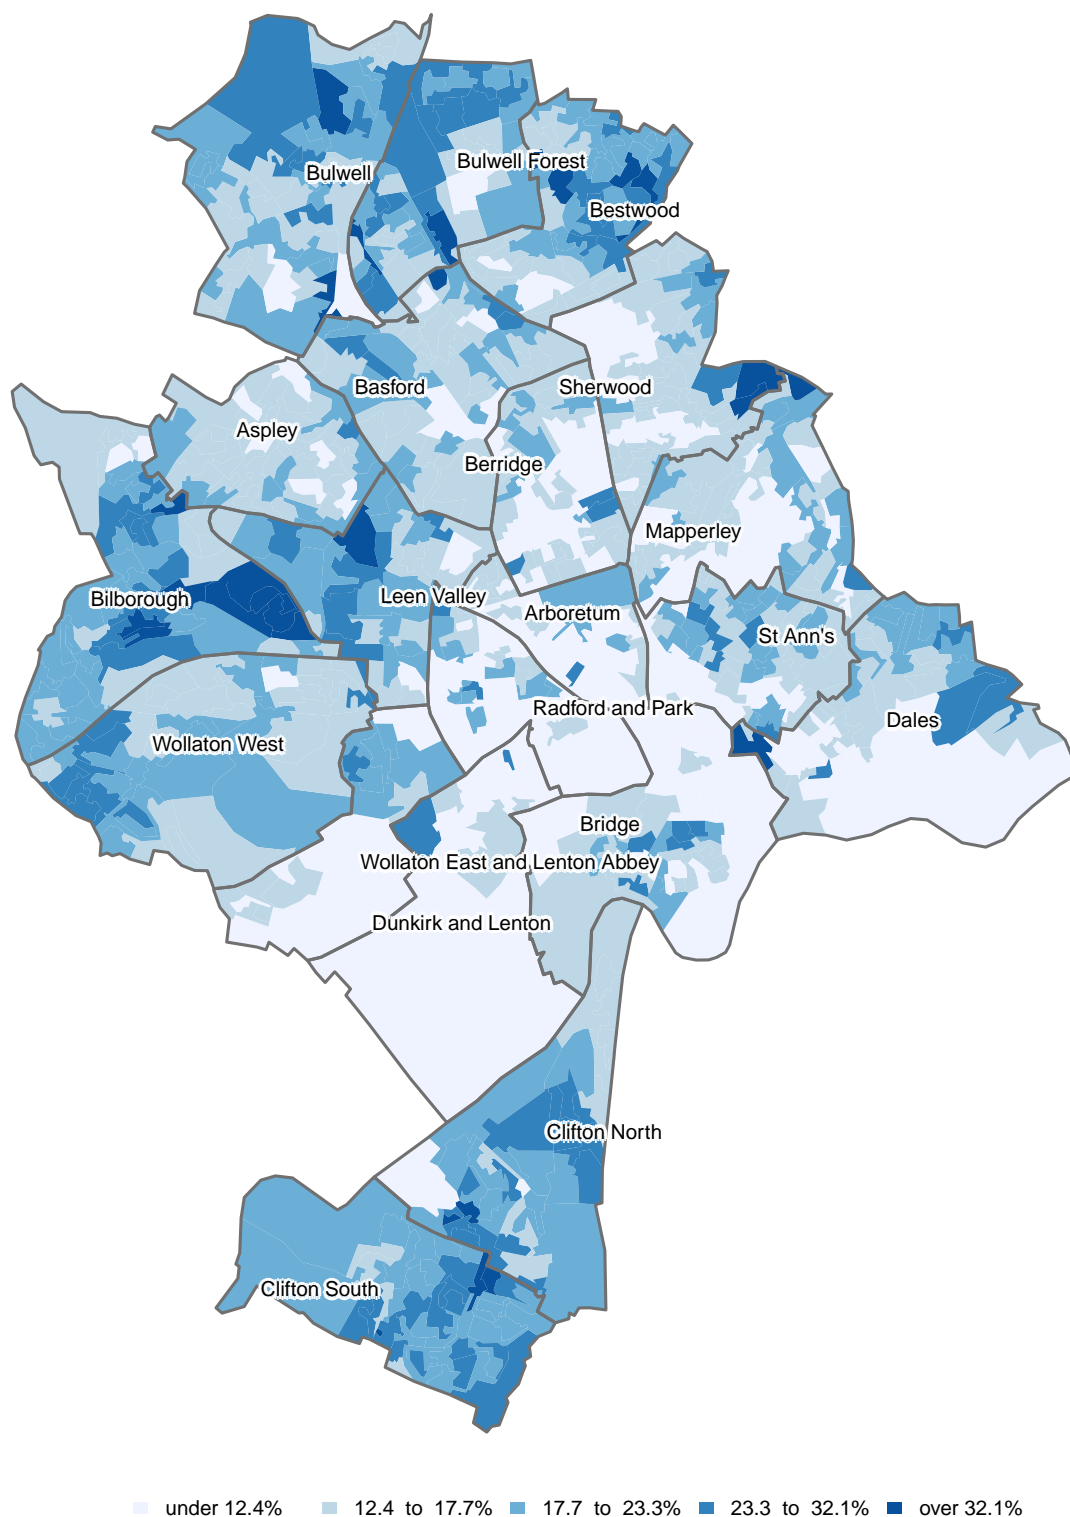 Bulwell Forest
Bulwell
Bestwood
Basford
Sherwood
Aspley
Berridge
Mapperley
Leen Valley
Bilborough
Arboretum
St Ann's
Radford and Park
Dales
Wollaton West
Bridge
Wollaton East and Lenton Abbey
Dunkirk and Lenton
Clifton North
Clifton South
under 12.4% 12.4 to 17.7% 17.7 to 23.3% 23.3 to 32.1% over 32.1%